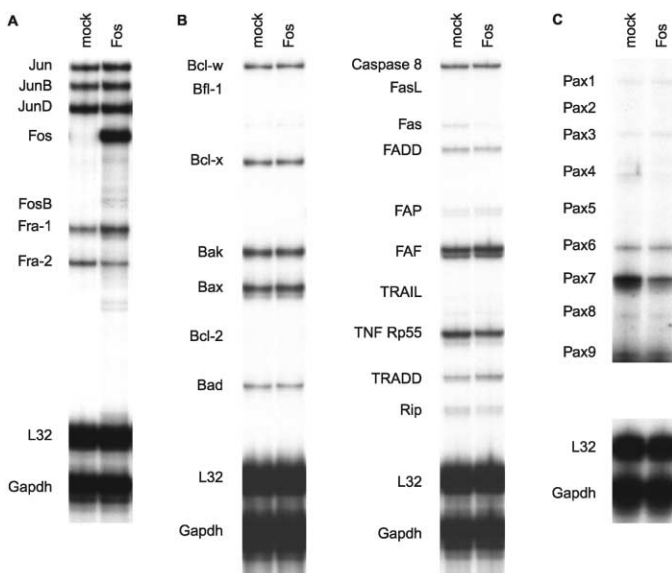 A
mock
Fos
Jun
JunB
JunD
Fos
FosB
Fra-1
Fra-2
L32
Gapdh
B
mock
Fos
Bcl-w
Bfl-1
Bcl-x
Bak
Bax
Bcl-2
Bad
L32
Gapdh
mock
Fos
Caspase 8
FasL
Fas
FADD
FAP
FAF
TRAIL
TNF Rp55
TRADD
Rip
L32
Gapdh
C
mock
Fos
Pax1
Pax2
Pax3
Pax4
Pax5
Pax6
Pax7
Pax8
Pax9
L32
Gapdh